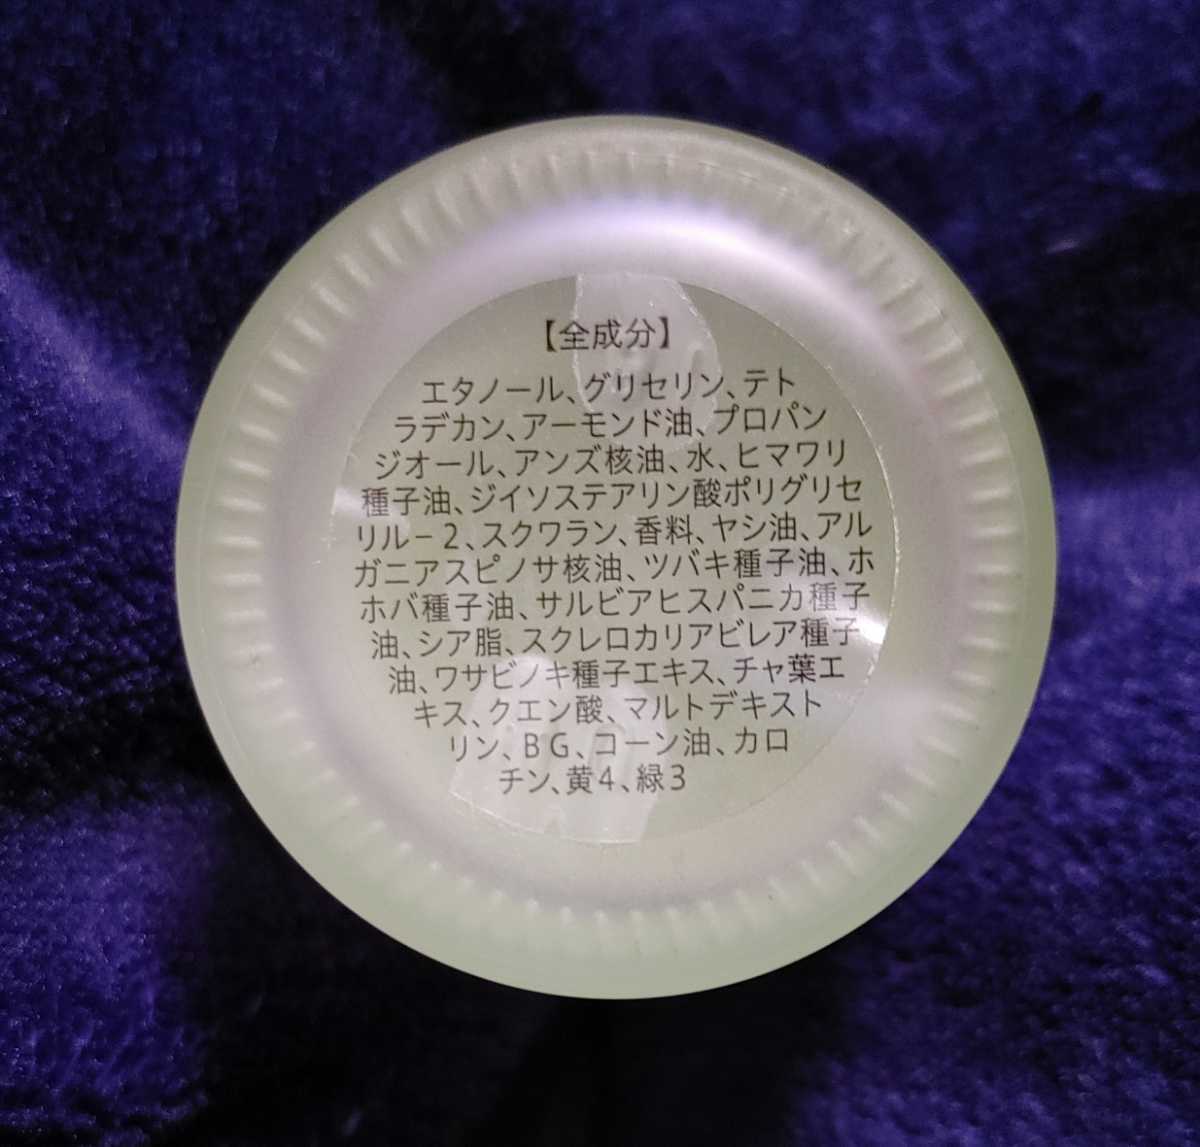 【全成分】
エタノール、グリセリン、テト
ラデカン、アーモンド油、プロパン
ジオール、アンズ核油、水、ヒマワリ
種子油、ジイソステアリン酸ポリグリセ
リル－2、スクワラン、香料、ヤシ油、アル
ガニアスピノサ核油、ツバキ種子油、ホ
ホバ種子油、サルビアヒスパニカ種子
油、シア脂、スクレロカリアビレア種子
油、ワサビノキ種子エキス、チャ葉エ
キス、クエン酸、マルトデキスト
リン、ＢＧ、コーン油、カロ
チン、黄４、緑３